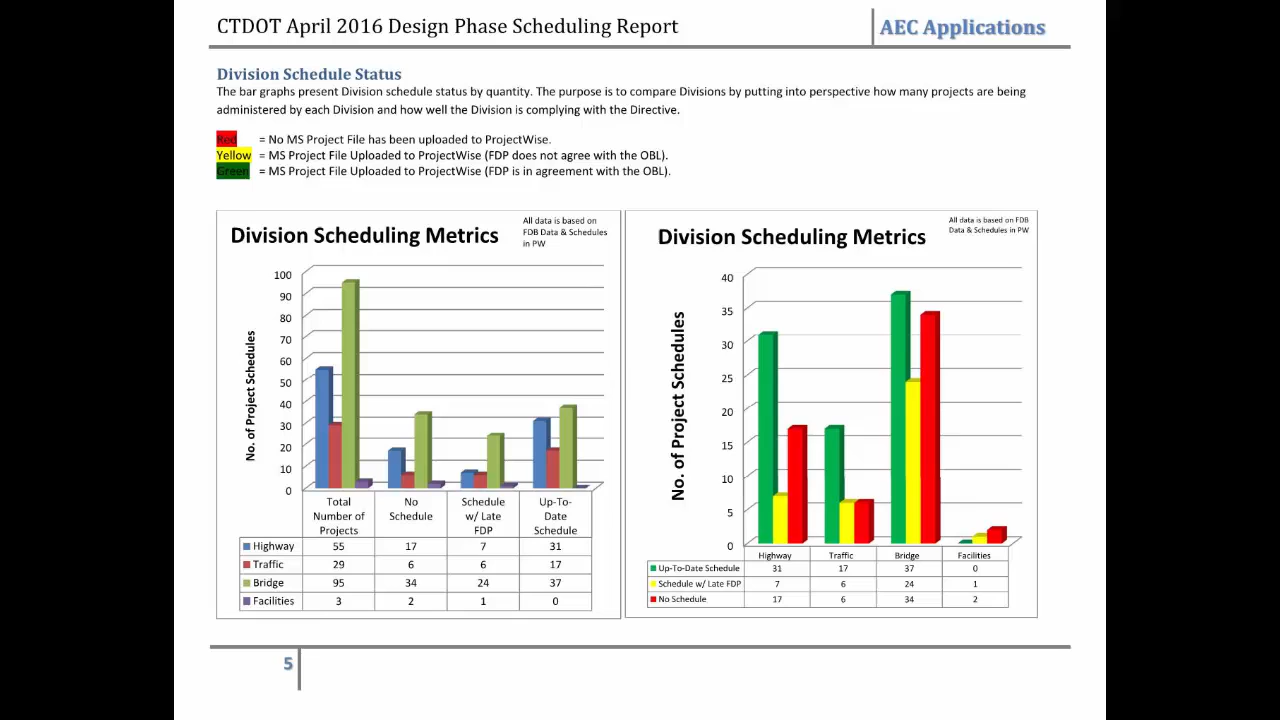 CTDOT April 2016 Design Phase Scheduling Report
AEC Applications
Division Schedule Status
The bar graphs present Division schedule status by quantity. The purpose is to compare Divisions by putting into perspective how many projects are being
administered by each Division and how well the Division is complying with the Directive.
Red = No MS Project File has been uploaded to ProjectWise.
Yellow = MS Project File Uploaded to ProjectWise (FDP does not agree with the OBL).
Green = MS Project File Uploaded to ProjectWise (FDP is in agreement with the OBL).
Division Scheduling Metrics
All data is based on
FDB Data & Schedules
in PW
No. of Project Schedules
100
90
80
70
60
50
40
30
20
10
0
Total Number of Projects No Schedule Schedule w/ Late FDP Up-To-Date Schedule
Highway 55 17 7 31
Traffic 29 6 6 17
Bridge 95 34 24 37
Facilities 3 2 1 0
Division Scheduling Metrics
All data is based on FDB
Data & Schedules in PW
No. of Project Schedules
40
35
30
25
20
15
10
5
0
Highway Traffic Bridge Facilities
Up-To-Date Schedule 31 17 37 0
Schedule w/ Late FDP 7 6 24 1
No Schedule 17 6 34 2
5